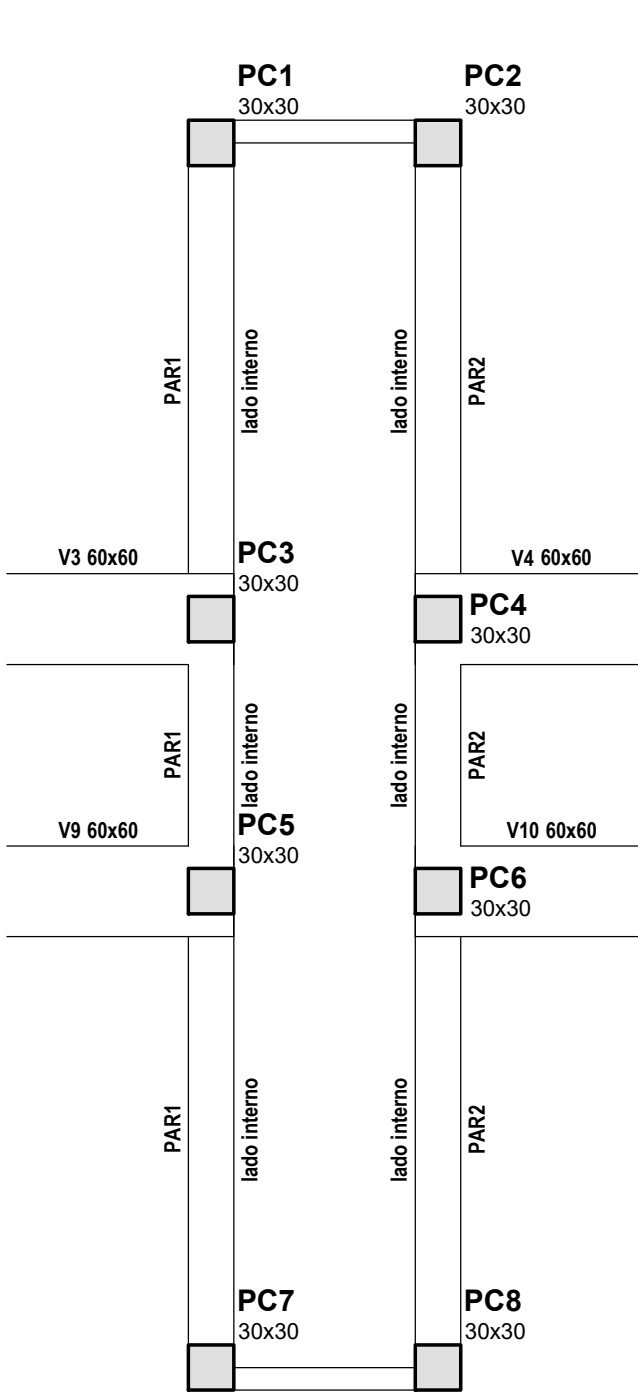 PC1
30x30
PC2
30x30
PAR1
lado interno
lado interno
PAR2
V3 60x60
PC3
30x30
V4 60x60
PC4
30x30
PAR1
lado interno
lado interno
PAR2
V9 60x60
PC5
30x30
V10 60x60
PC6
30x30
PAR1
lado interno
lado interno
PAR2
PC7
30x30
PC8
30x30